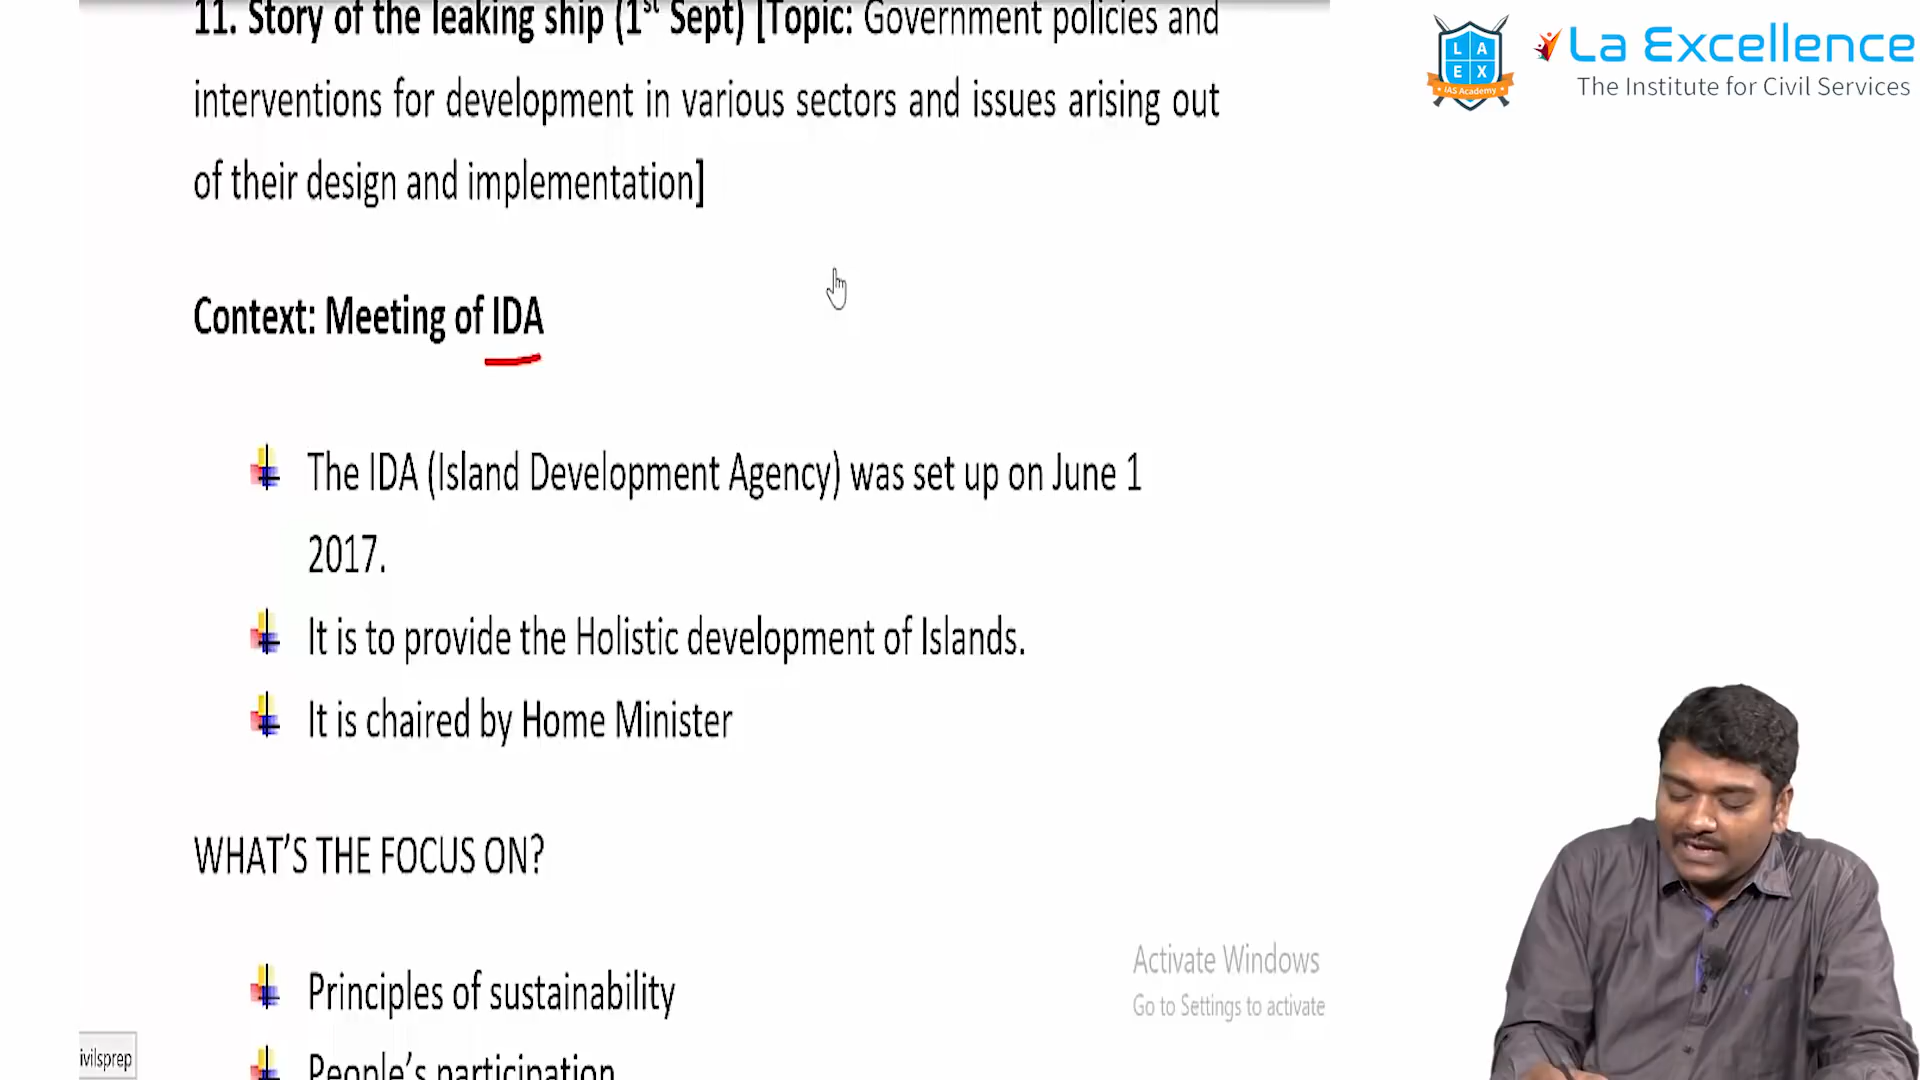 11. Story of the leaking ship (1st Sept) [Topic: Government policies and
interventions for development in various sectors and issues arising out
of their design and implementation]
Context: Meeting of IDA
The IDA (Island Development Agency) was set up on June 1
2017.
It is to provide the Holistic development of Islands.
It is chaired by Home Minister
WHAT'S THE FOCUS ON?
Principles of sustainability
People's participation
L A
E X
IAS Academy
La Excellence
The Institute for Civil Services
Activate Windows
Go to Settings to activate
ivilsprep